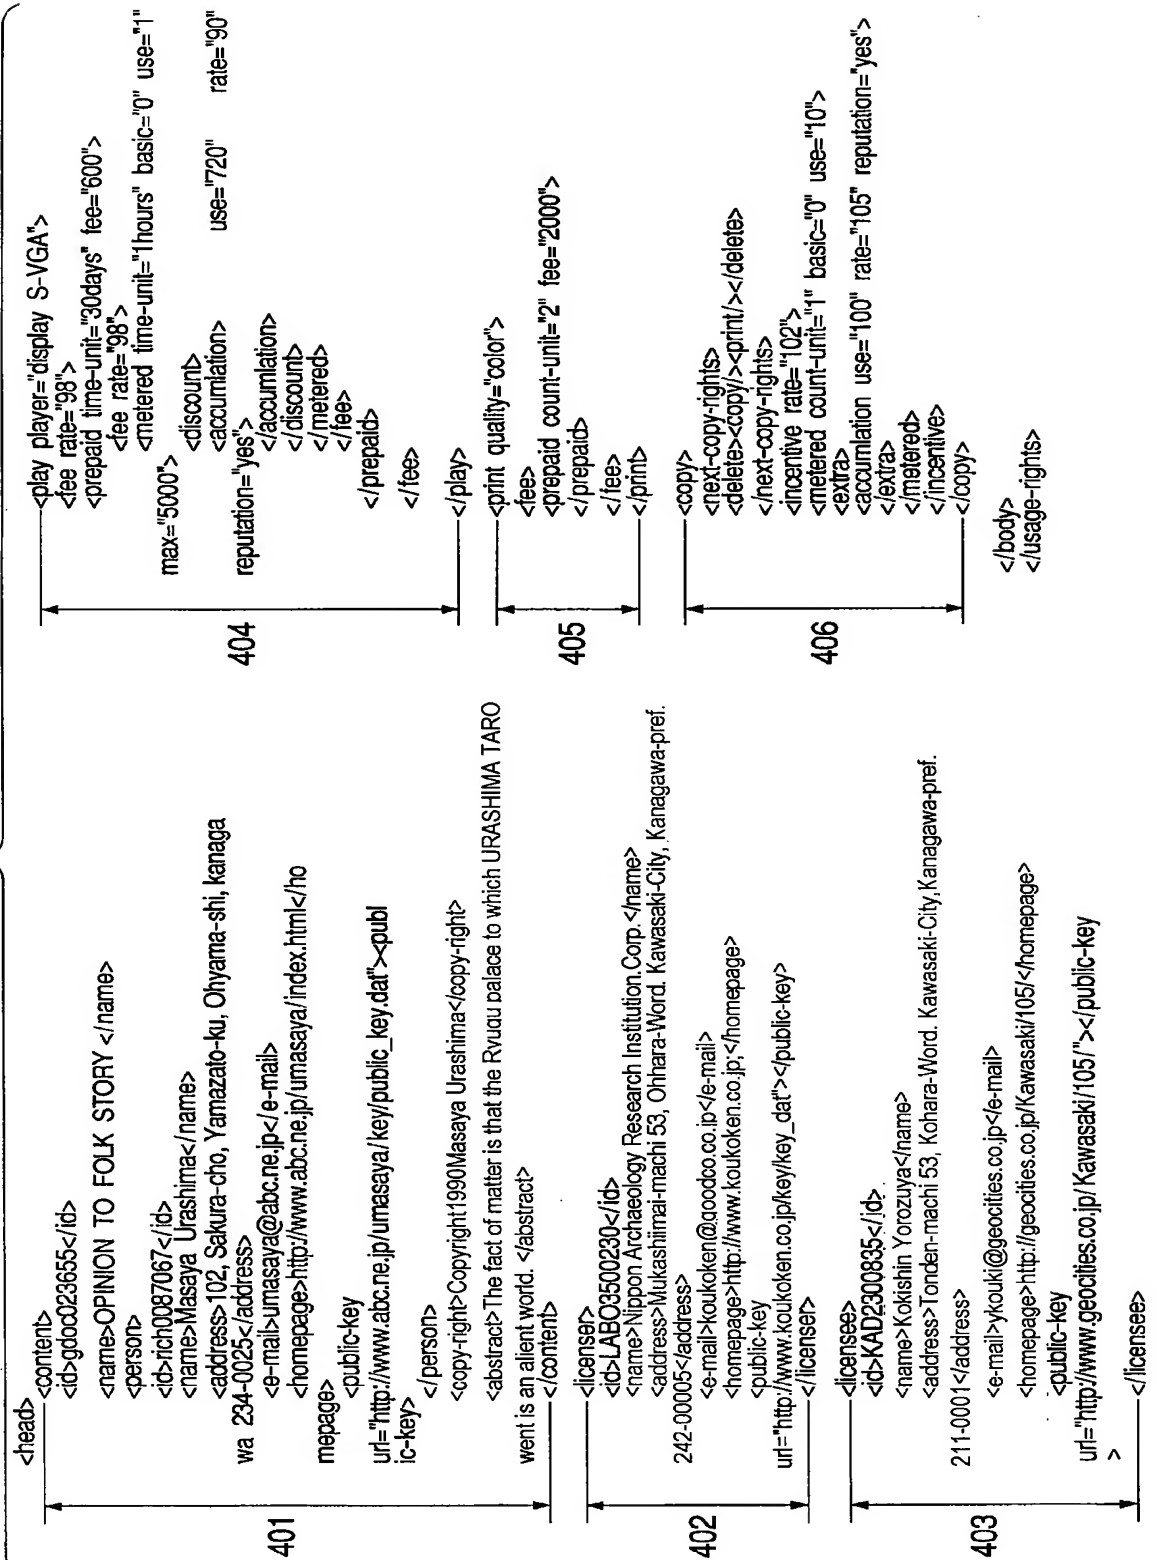 <head>
<content>
<id>gdoc023655</id>
<name>OPINION TO FOLK STORY </name>
<person>
<id>rich0087067</id>
<name>Masaya Urashima</name>
<address>102, Sakura-cho, Yamazato-ku, Ohyama-shi, kanaga
wa 234-0025</address>
<e-mail>umasaya@abc.ne.jp</e-mail>
<homepage>http://www.abc.ne.jp/umasaya/index.html</ho
mepage>
<public-key
url="http://www.abc.ne.jp/umasaya/key/public_key.dat"><publ
ic-key>
</person>
<copy-right>Copyright1990Masaya Urashima</copy-right>
<abstract>The fact of matter is that the Ryugu palace to which URASHIMA TARO
went is an alient world. </abstract>
</content>
401
<licenser>
<id>LABO3500230</id>
<name>Nippon Archaeology Research Institution.Corp.</name>
<address>Mukashimai-machi 53, Ohhara-Word. Kawasaki-City, Kanagawa-pref.
242-00005</address>
<e-mail>koukoken@goodco.co.jp</e-mail>
<homepage>http://www.koukoken.co.jp;</homepage>
<public-key
url="http://www.koukoken.co.jp/key/key_dat"></public-key>
</licenser>
402
<licensee>
<id>KAD2300835</id>
<name>Kokishin Yorozuya</name>
<address>Tonden-machi 53, Kohara-Word. Kawasaki-City,Kanagawa-pref.
211-0001</address>
<e-mail>ykouki@geocities.co.jp</e-mail>
<homepage>http://geocities.co.jp/Kawasaki/105/</homepage>
<public-key
url="http://www.geocities.co.jp/Kawasaki/105/"></public-key
>
</licensee>
403
<play player="display S-VGA">
<fee rate="98">
<prepaid time-unit="30days" fee="600">
<fee rate="98">
<metered time-unit="1hours" basic="0" use="1"
max="5000">
<discount>
<accumlation> use="720" rate="90"
reputation="yes">
</accumlation>
</discount>
</metered>
</fee>
</prepaid>
</fee>
</play>
404
<print quality="color">
<fee>
<prepaid count-unit="2" fee="2000">
</prepaid>
</fee>
</print>
405
<copy>
<next-copy-rights>
<delete><copy/><print/></delete>
</next-copy-rights>
<incentive rate="102">
<metered count-unit="1" basic="0" use="10">
<extra>
<accumlation use="100" rate="105" reputation="yes">
</extra>
</metered>
</incentive>
</copy>
406
</body>
</usage-rights>